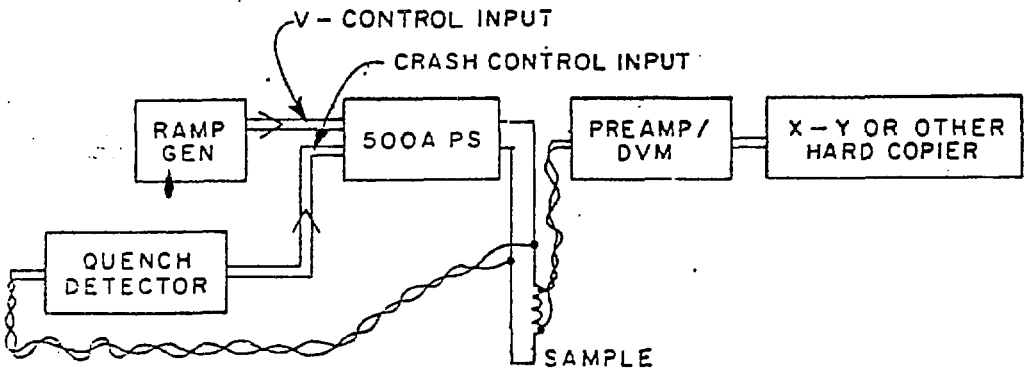 V - CONTROL INPUT
CRASH CONTROL INPUT
RAMP
GEN
500A PS
PREAMP/
DVM
X-Y OR OTHER
HARD COPIER
QUENCH
DETECTOR
SAMPLE